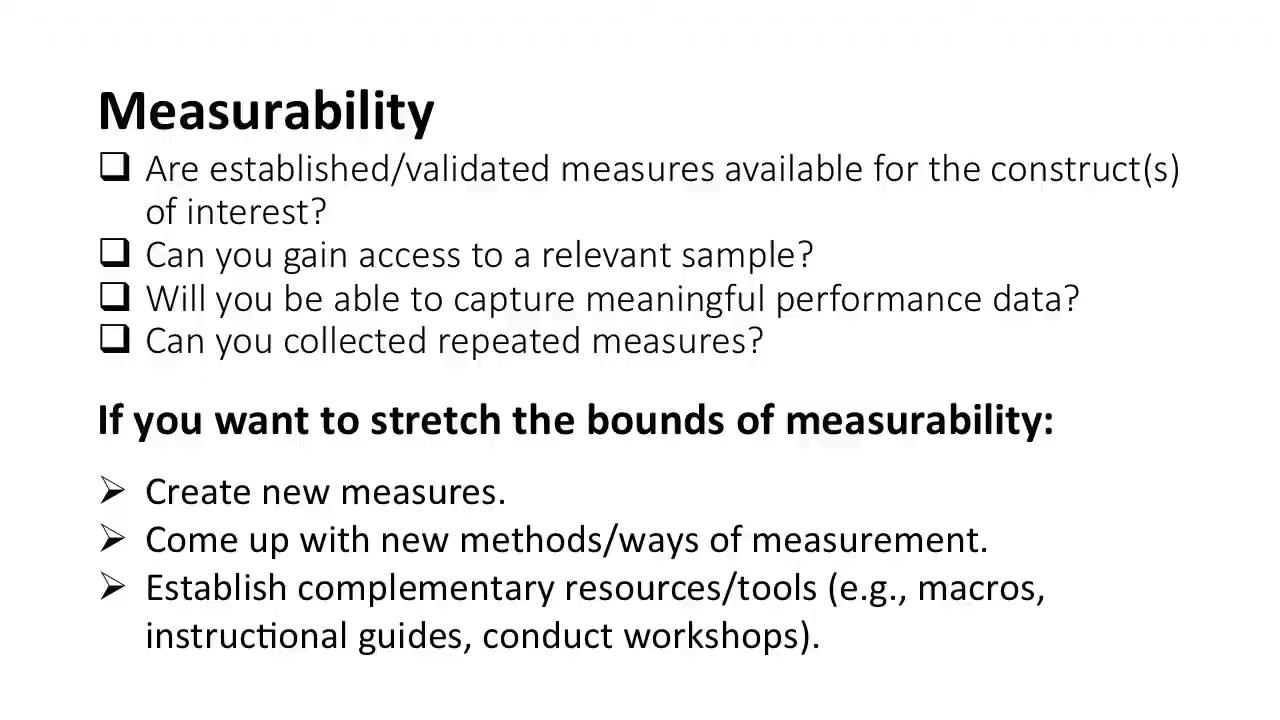 Measurability
❑ Are established/validated measures available for the construct(s)
of interest?
❑ Can you gain access to a relevant sample?
❑ Will you be able to capture meaningful performance data?
❑ Can you collected repeated measures?
If you want to stretch the bounds of measurability:
➢ Create new measures.
➢ Come up with new methods/ways of measurement.
➢ Establish complementary resources/tools (e.g., macros,
instructional guides, conduct workshops).